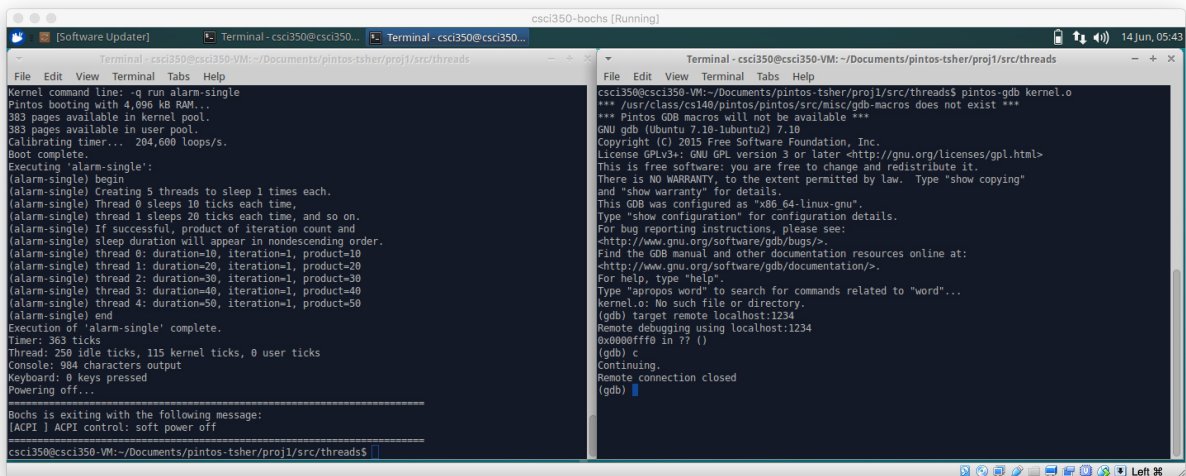 csci350-bochs [Running]
[Software Updater]
Terminal - csci350@csci350...
Terminal - csci350@csci350...
14 Jun, 05:43
Terminal - csci350@csci350-VM: ~/Documents/pintos-tsher/proj1/src/threads
File Edit View Terminal Tabs Help
Kernel command line: -q run alarm-single
Pintos booting with 4,096 kB RAM...
383 pages available in kernel pool.
383 pages available in user pool.
Calibrating timer... 204,600 loops/s.
Boot complete.
Executing 'alarm-single':
(alarm-single) begin
(alarm-single) Creating 5 threads to sleep 1 times each.
(alarm-single) Thread 0 sleeps 10 ticks each time,
(alarm-single) thread 1 sleeps 20 ticks each time, and so on.
(alarm-single) If successful, product of iteration count and
(alarm-single) sleep duration will appear in nondescending order.
(alarm-single) thread 0: duration=10, iteration=1, product=10
(alarm-single) thread 1: duration=20, iteration=1, product=20
(alarm-single) thread 2: duration=30, iteration=1, product=30
(alarm-single) thread 3: duration=40, iteration=1, product=40
(alarm-single) thread 4: duration=50, iteration=1, product=50
(alarm-single) end
Execution of 'alarm-single' complete.
Timer: 363 ticks
Thread: 250 idle ticks, 115 kernel ticks, 0 user ticks
Console: 984 characters output
Keyboard: 0 keys pressed
Powering off...
========================================================================
Bochs is exiting with the following message:
[ACPI ] ACPI control: soft power off
========================================================================
csci350@csci350-VM:~/Documents/pintos-tsher/proj1/src/threads$
Terminal - csci350@csci350-VM: ~/Documents/pintos-tsher/proj1/src/threads
File Edit View Terminal Tabs Help
csci350@csci350-VM:~/Documents/pintos-tsher/proj1/src/threads$ pintos-gdb kernel.o
*** /usr/class/cs140/pintos/pintos/src/misc/gdb-macros does not exist ***
*** Pintos GDB macros will not be available ***
GNU gdb (Ubuntu 7.10-1ubuntu2) 7.10
Copyright (C) 2015 Free Software Foundation, Inc.
License GPLv3+: GNU GPL version 3 or later <http://gnu.org/licenses/gpl.html>
This is free software: you are free to change and redistribute it.
There is NO WARRANTY, to the extent permitted by law.  Type "show copying"
and "show warranty" for details.
This GDB was configured as "x86_64-linux-gnu".
Type "show configuration" for configuration details.
For bug reporting instructions, please see:
<http://www.gnu.org/software/gdb/bugs/>.
Find the GDB manual and other documentation resources online at:
<http://www.gnu.org/software/gdb/documentation/>.
For help, type "help".
Type "apropos word" to search for commands related to "word"...
kernel.o: No such file or directory.
(gdb) target remote localhost:1234
Remote debugging using localhost:1234
0x0000fff0 in ?? ()
(gdb) c
Continuing.
Remote connection closed
(gdb)
Left ⌘